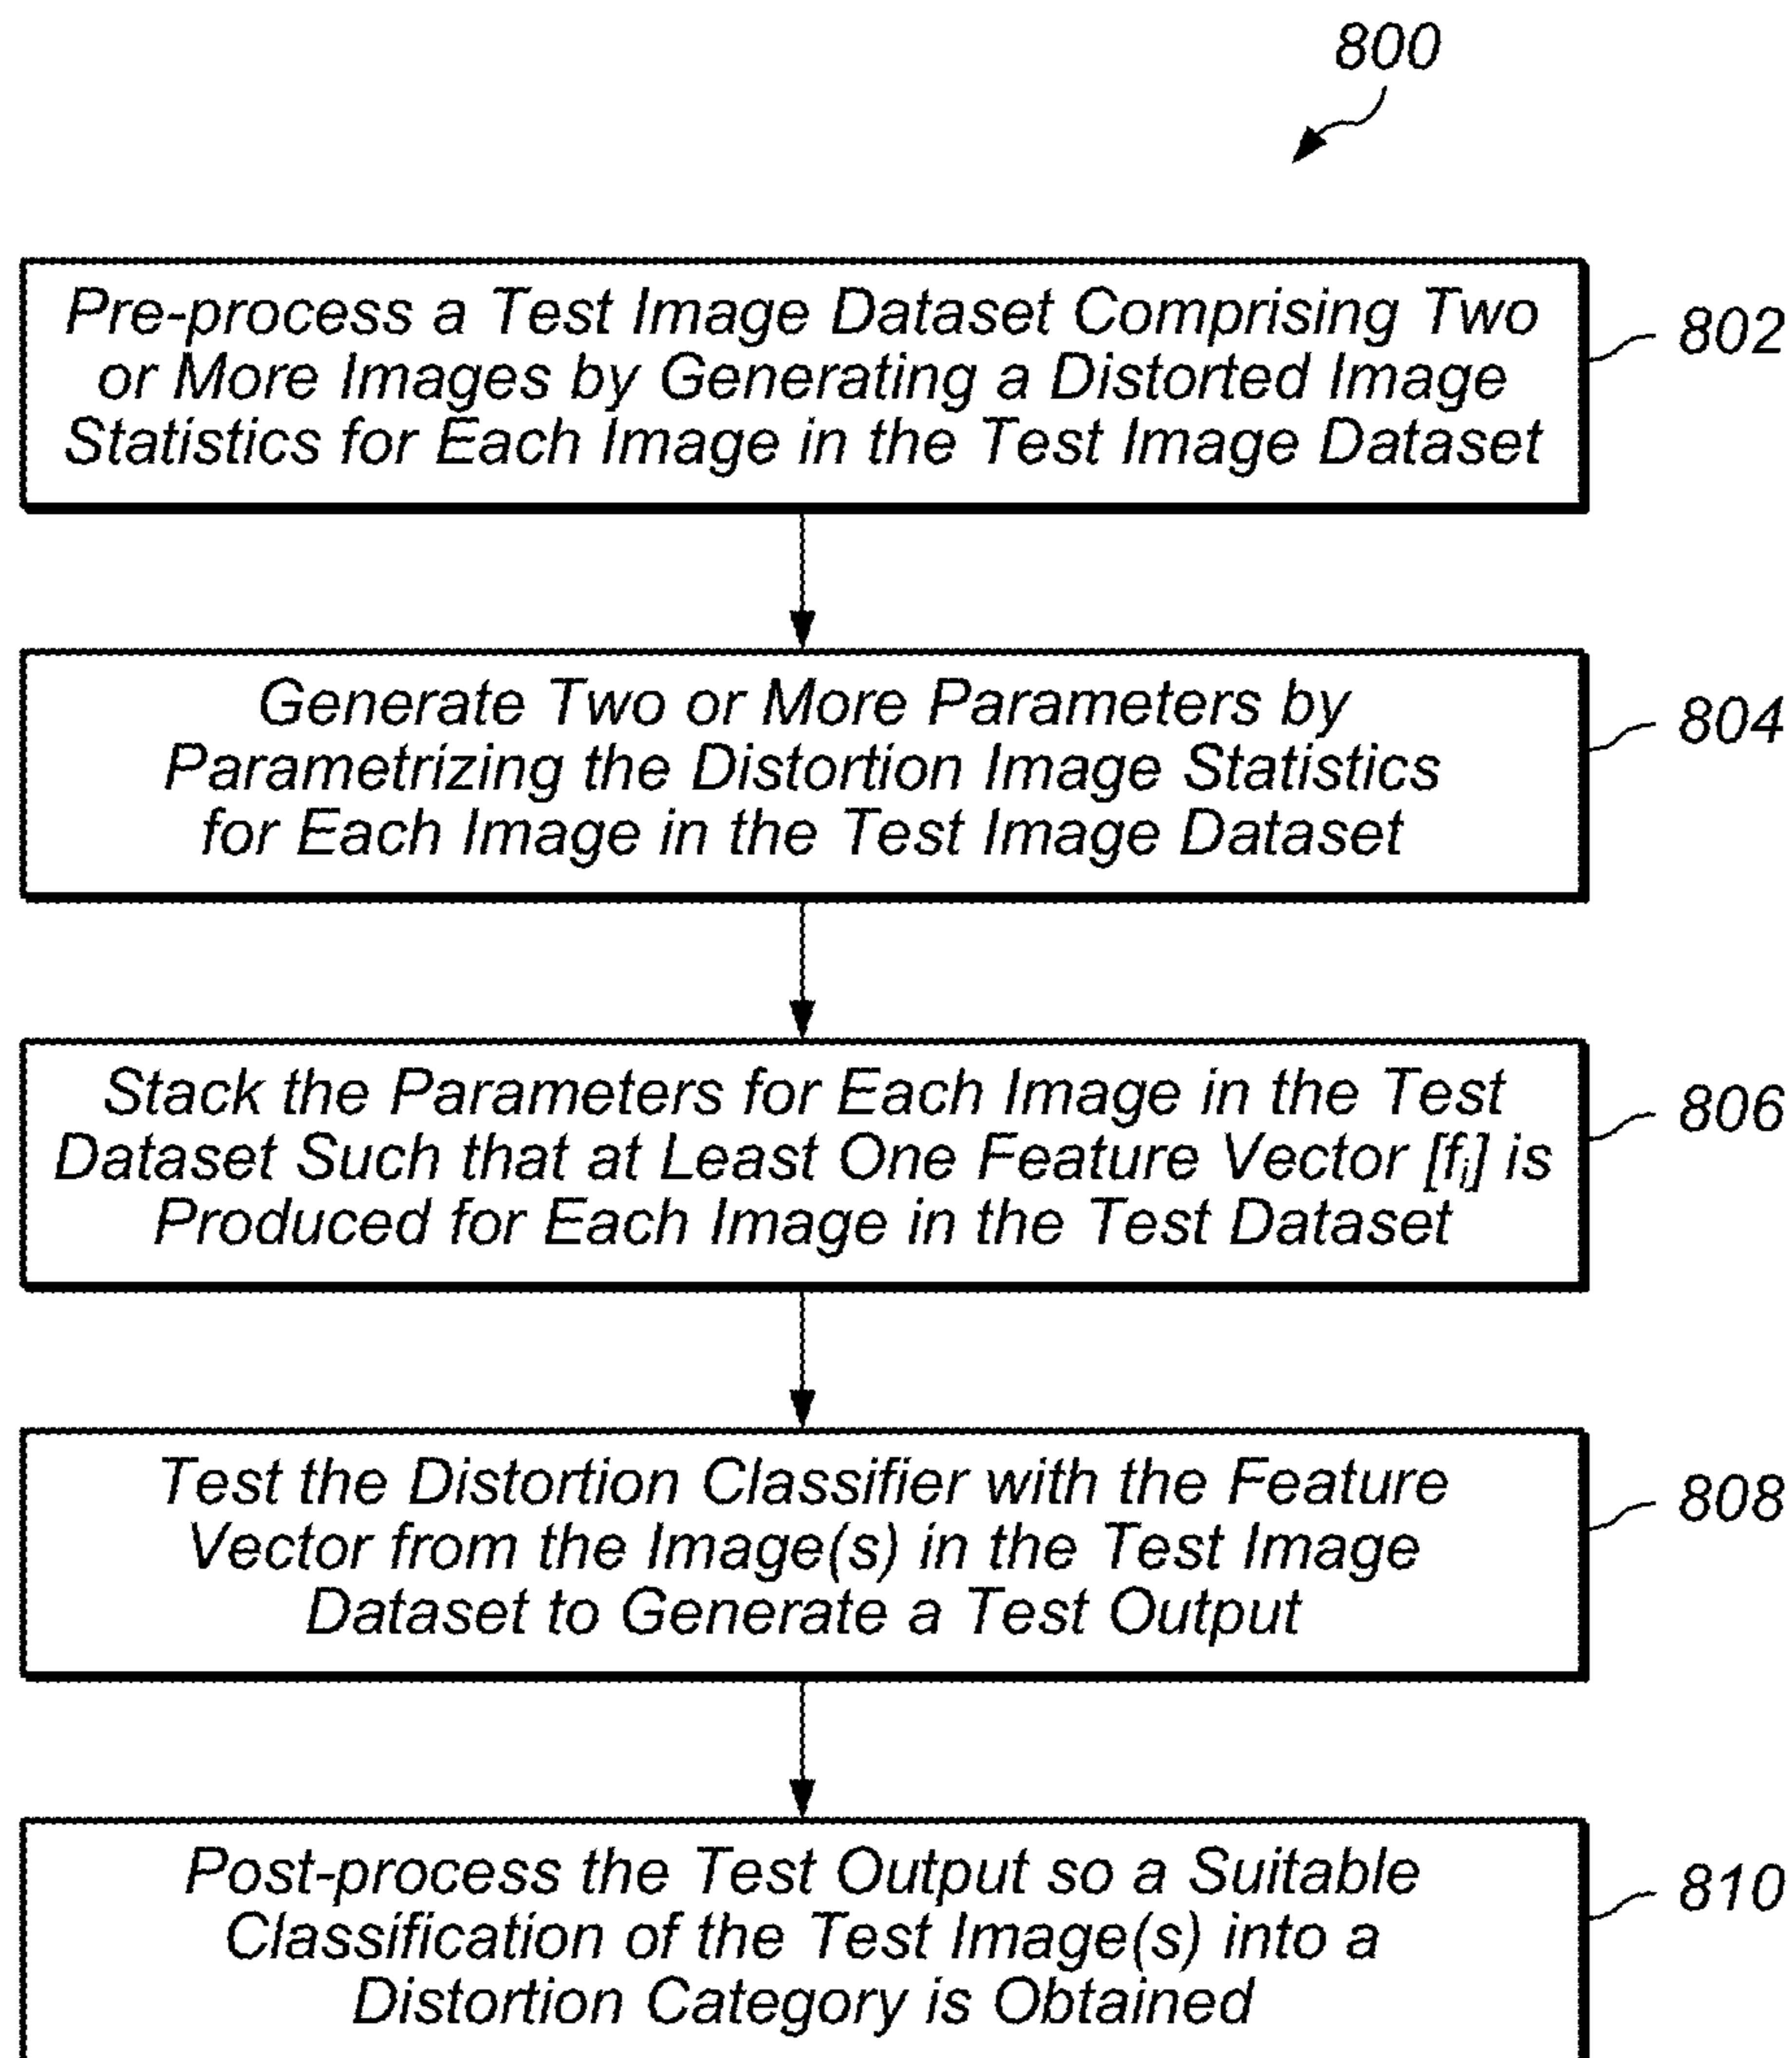 800
Pre-process a Test Image Dataset Comprising Two
or More Images by Generating a Distorted Image
Statistics for Each Image in the Test Image Dataset
802
Generate Two or More Parameters by
Parametrizing the Distortion Image Statistics
for Each Image in the Test Image Dataset
804
Stack the Parameters for Each Image in the Test
Dataset Such that at Least One Feature Vector [fi] is
Produced for Each Image in the Test Dataset
806
Test the Distortion Classifier with the Feature
Vector from the Image(s) in the Test Image
Dataset to Generate a Test Output
808
Post-process the Test Output so a Suitable
Classification of the Test Image(s) into a
Distortion Category is Obtained
810